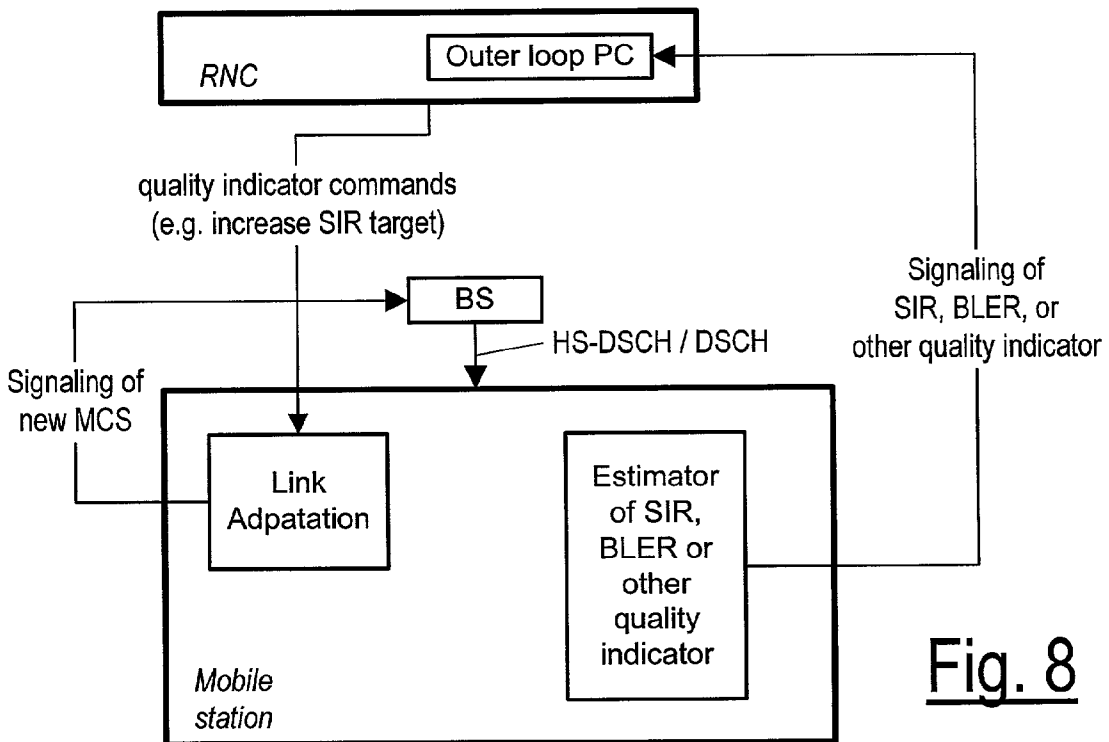 Outer loop PC
RNC
quality indicator commands
(e.g. increase SIR target)
BS
HS-DSCH / DSCH
Signaling of
SIR, BLER, or
other quality indicator
Signaling of
new MCS
Link
Adpatation
Estimator
of SIR,
BLER or
other
quality
indicator
Mobile
station
Fig. 8